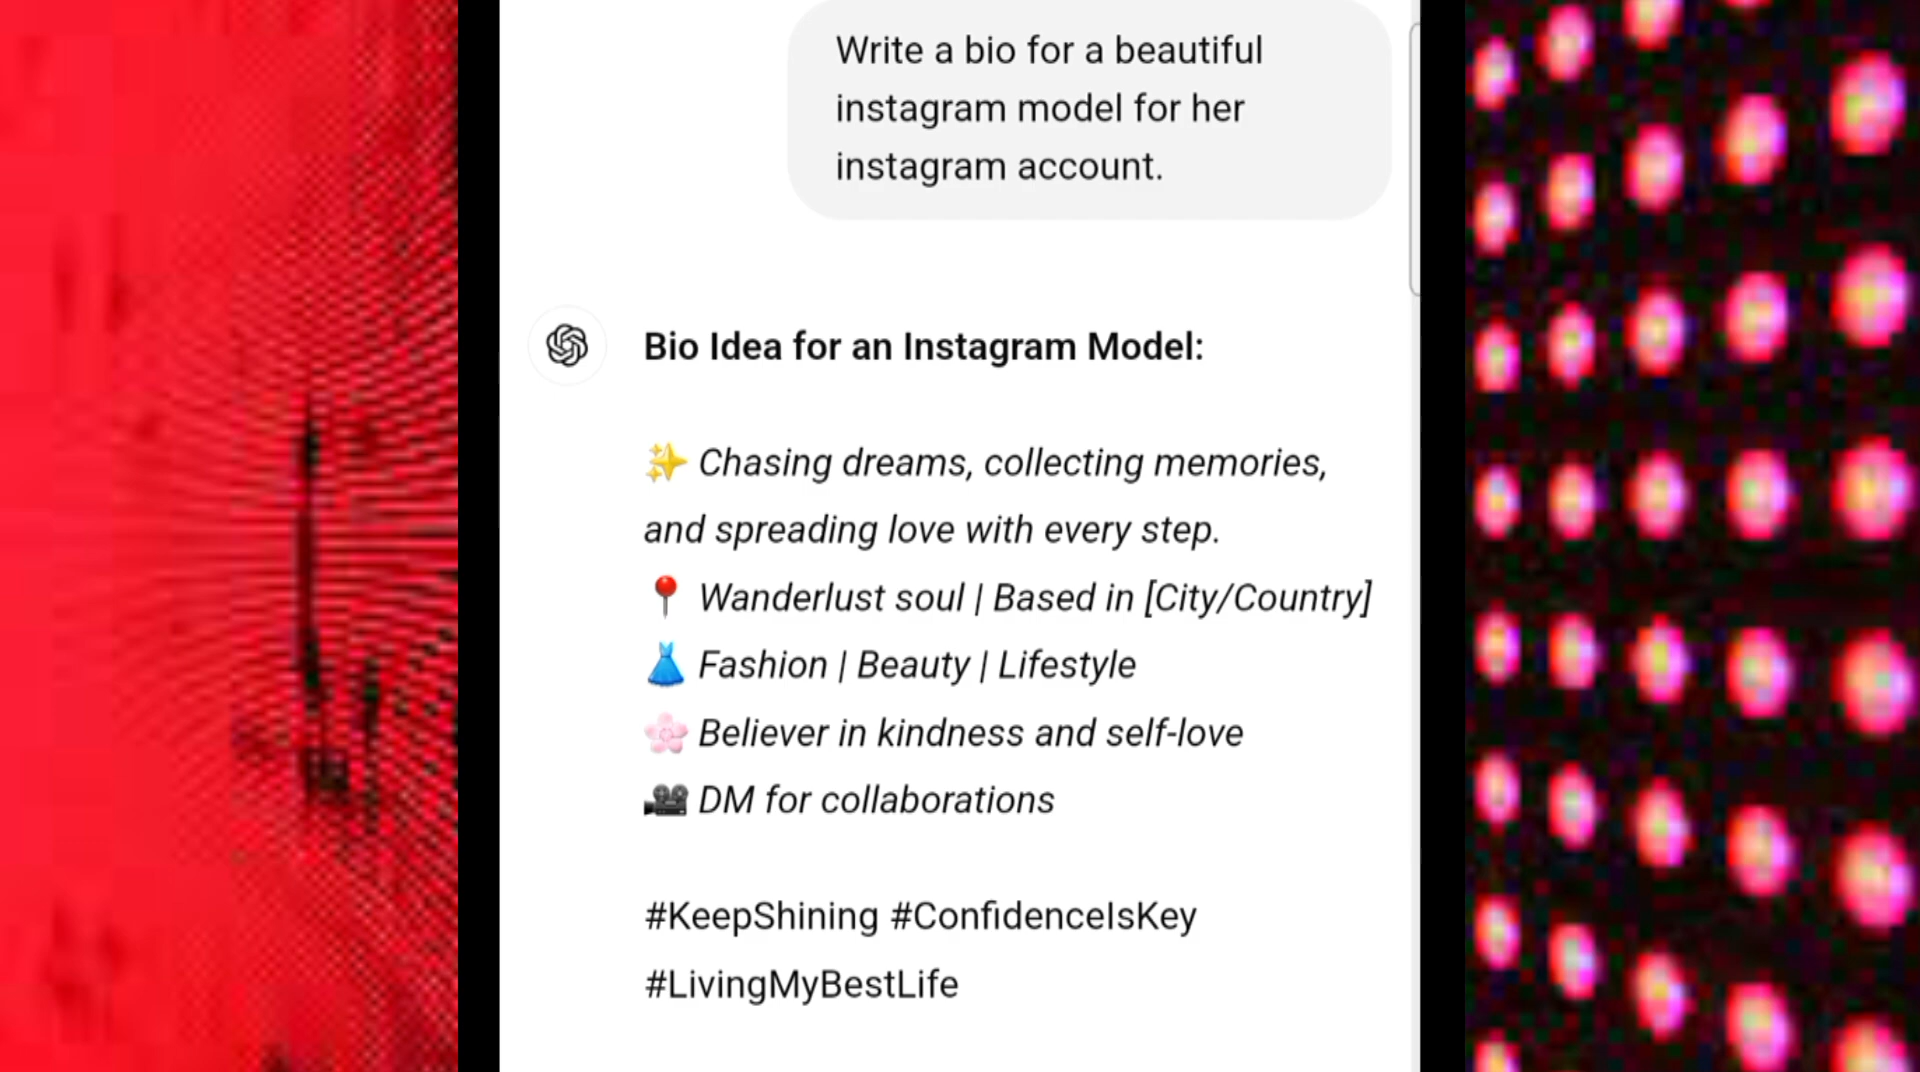 Write a bio for a beautiful
instagram model for her
instagram account.
Bio Idea for an Instagram Model:
✨ Chasing dreams, collecting memories,
and spreading love with every step.
📍 Wanderlust soul | Based in [City/Country]
👗 Fashion | Beauty | Lifestyle
🌸 Believer in kindness and self-love
🎥 DM for collaborations
#KeepShining #ConfidenceIsKey
#LivingMyBestLife